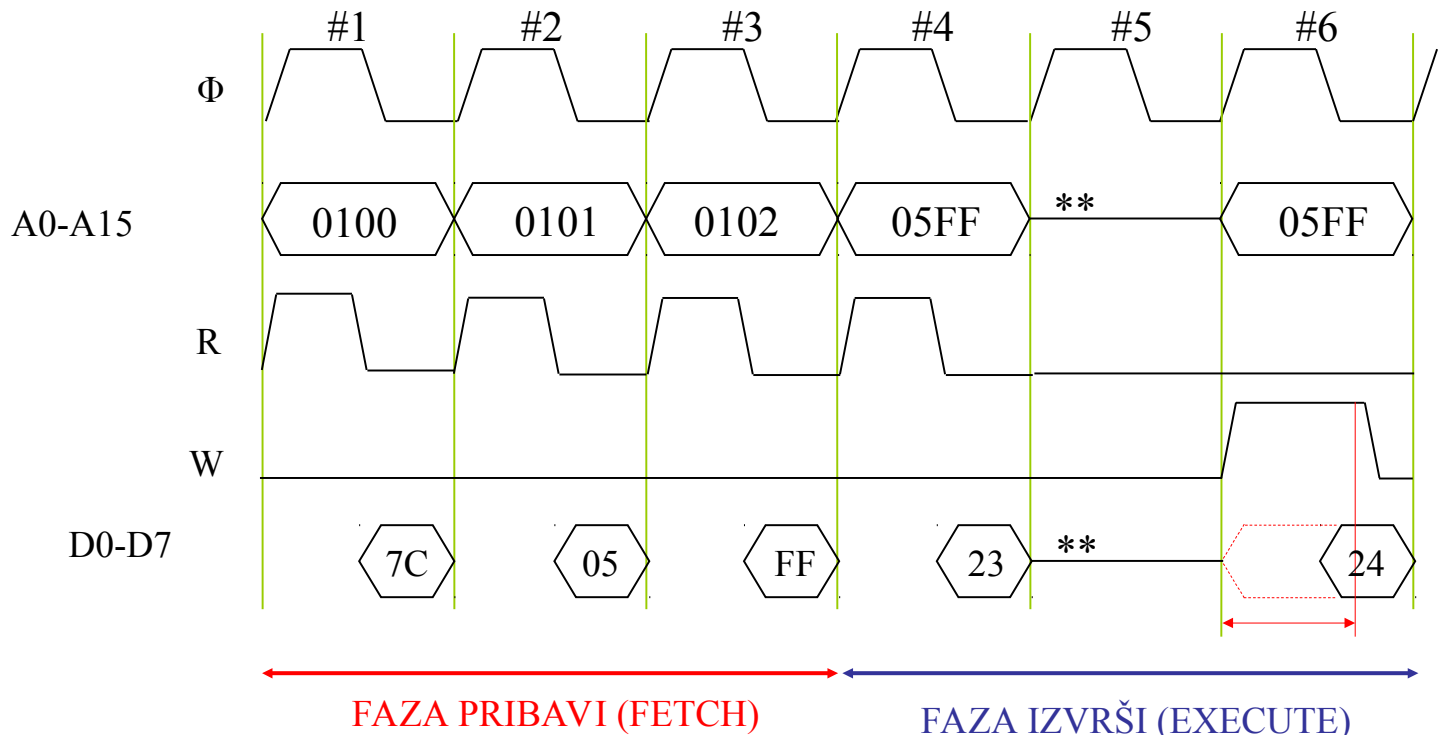 #1 #2 #3 #4 #5 #6
Φ
A0-A15 0100 0101 0102 05FF ** 05FF
R
W
D0-D7 7C 05 FF 23 ** 24
FAZA PRIBAVI (FETCH) FAZA IZVRŠI (EXECUTE)